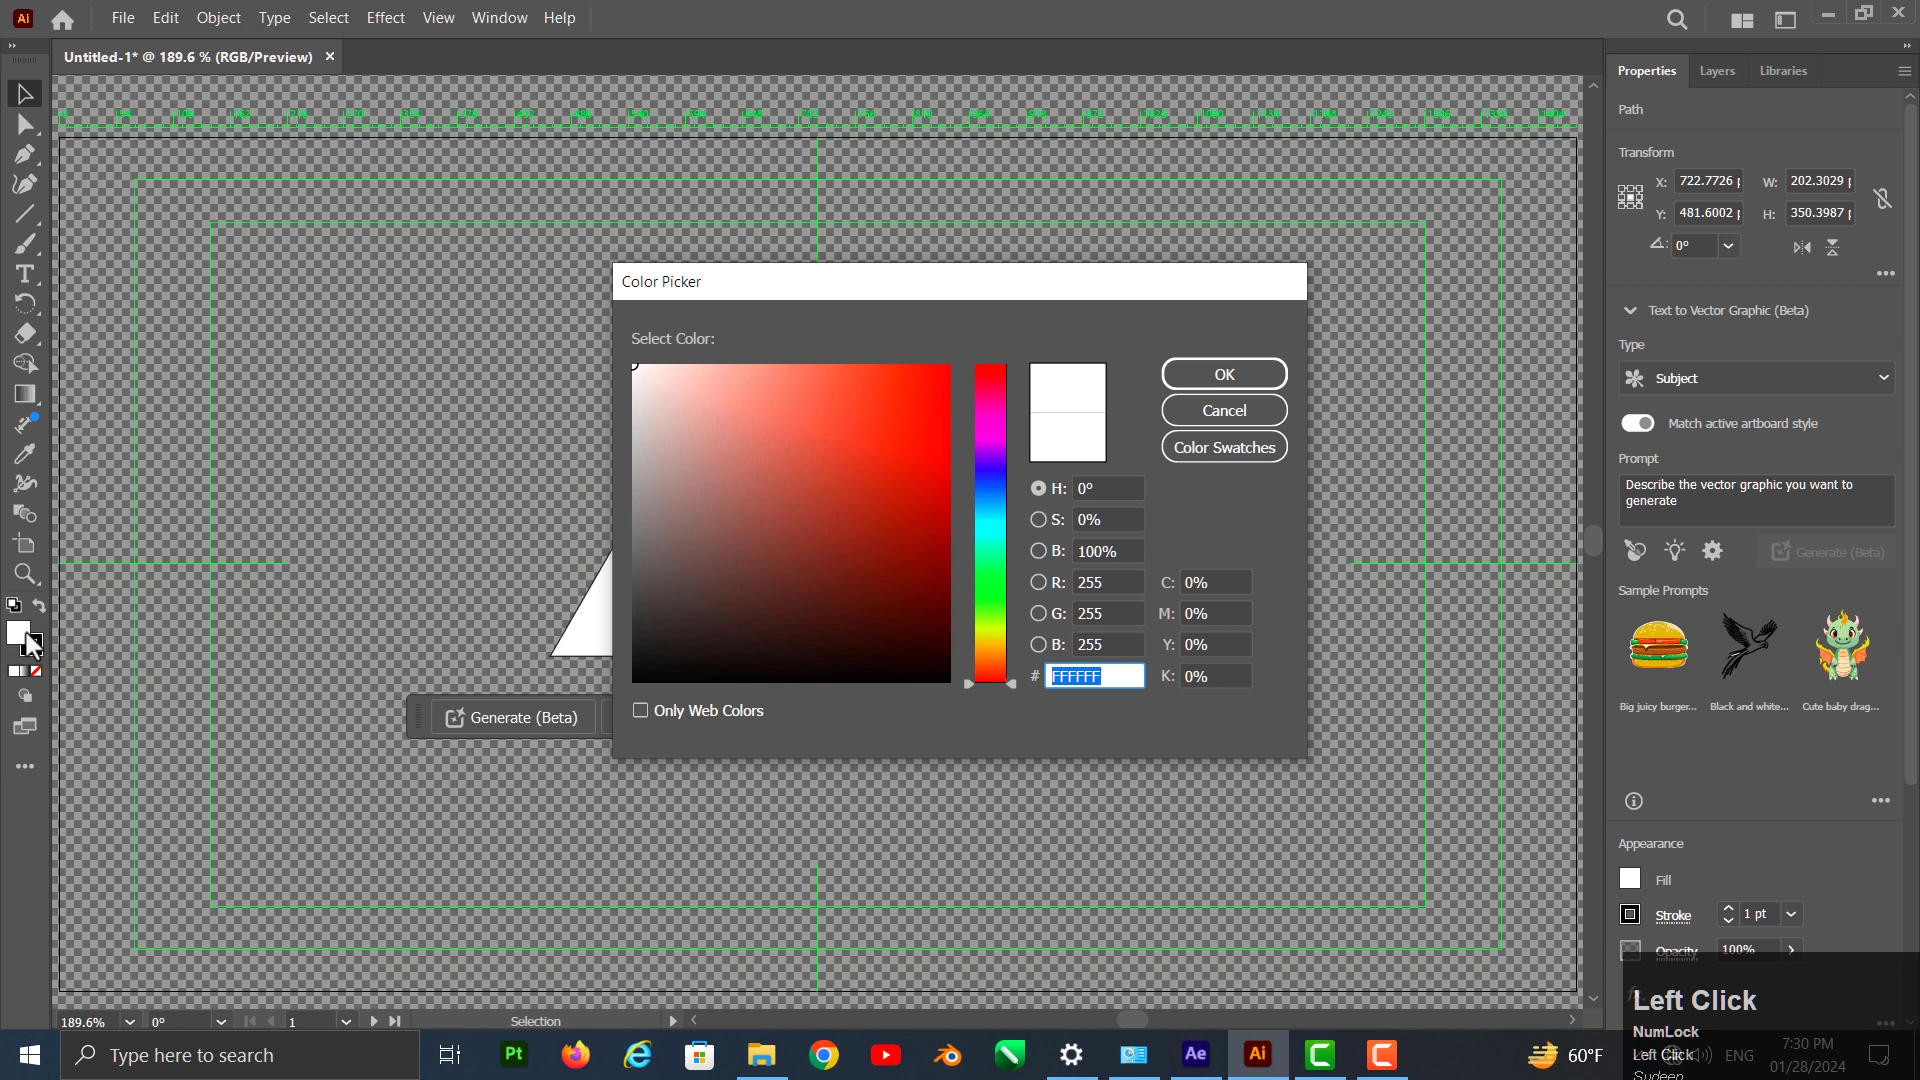 File Edit Object Type Select Effect View Window Help
Untitled-1* @ 189.6 % (RGB/Preview)
Properties Layers Libraries
Path
Transform
X: 722.7726 W: 202.3029
Y: 481.6002 H: 350.3987
0°
Text to Vector Graphic (Beta)
Type
Subject
Match active artboard style
Prompt
Describe the vector graphic you want to
generate
Generate (Beta)
Sample Prompts
Big juicy burger... Black and white... Cute baby drag...
Appearance
Fill
Stroke 1 pt
Opacity 100%
Color Picker
Select Color:
OK
Cancel
Color Swatches
H: 0°
S: 0%
B: 100%
R: 255 C: 0%
G: 255 M: 0%
B: 255 Y: 0%
# FFFFFF K: 0%
Only Web Colors
Generate (Beta)
189.6% 0° 1 Selection
Left Click
NumLock
Left Click
Sudeep
Type here to search
Pt Ae Ai
60°F ENG
7:30 PM
01/28/2024